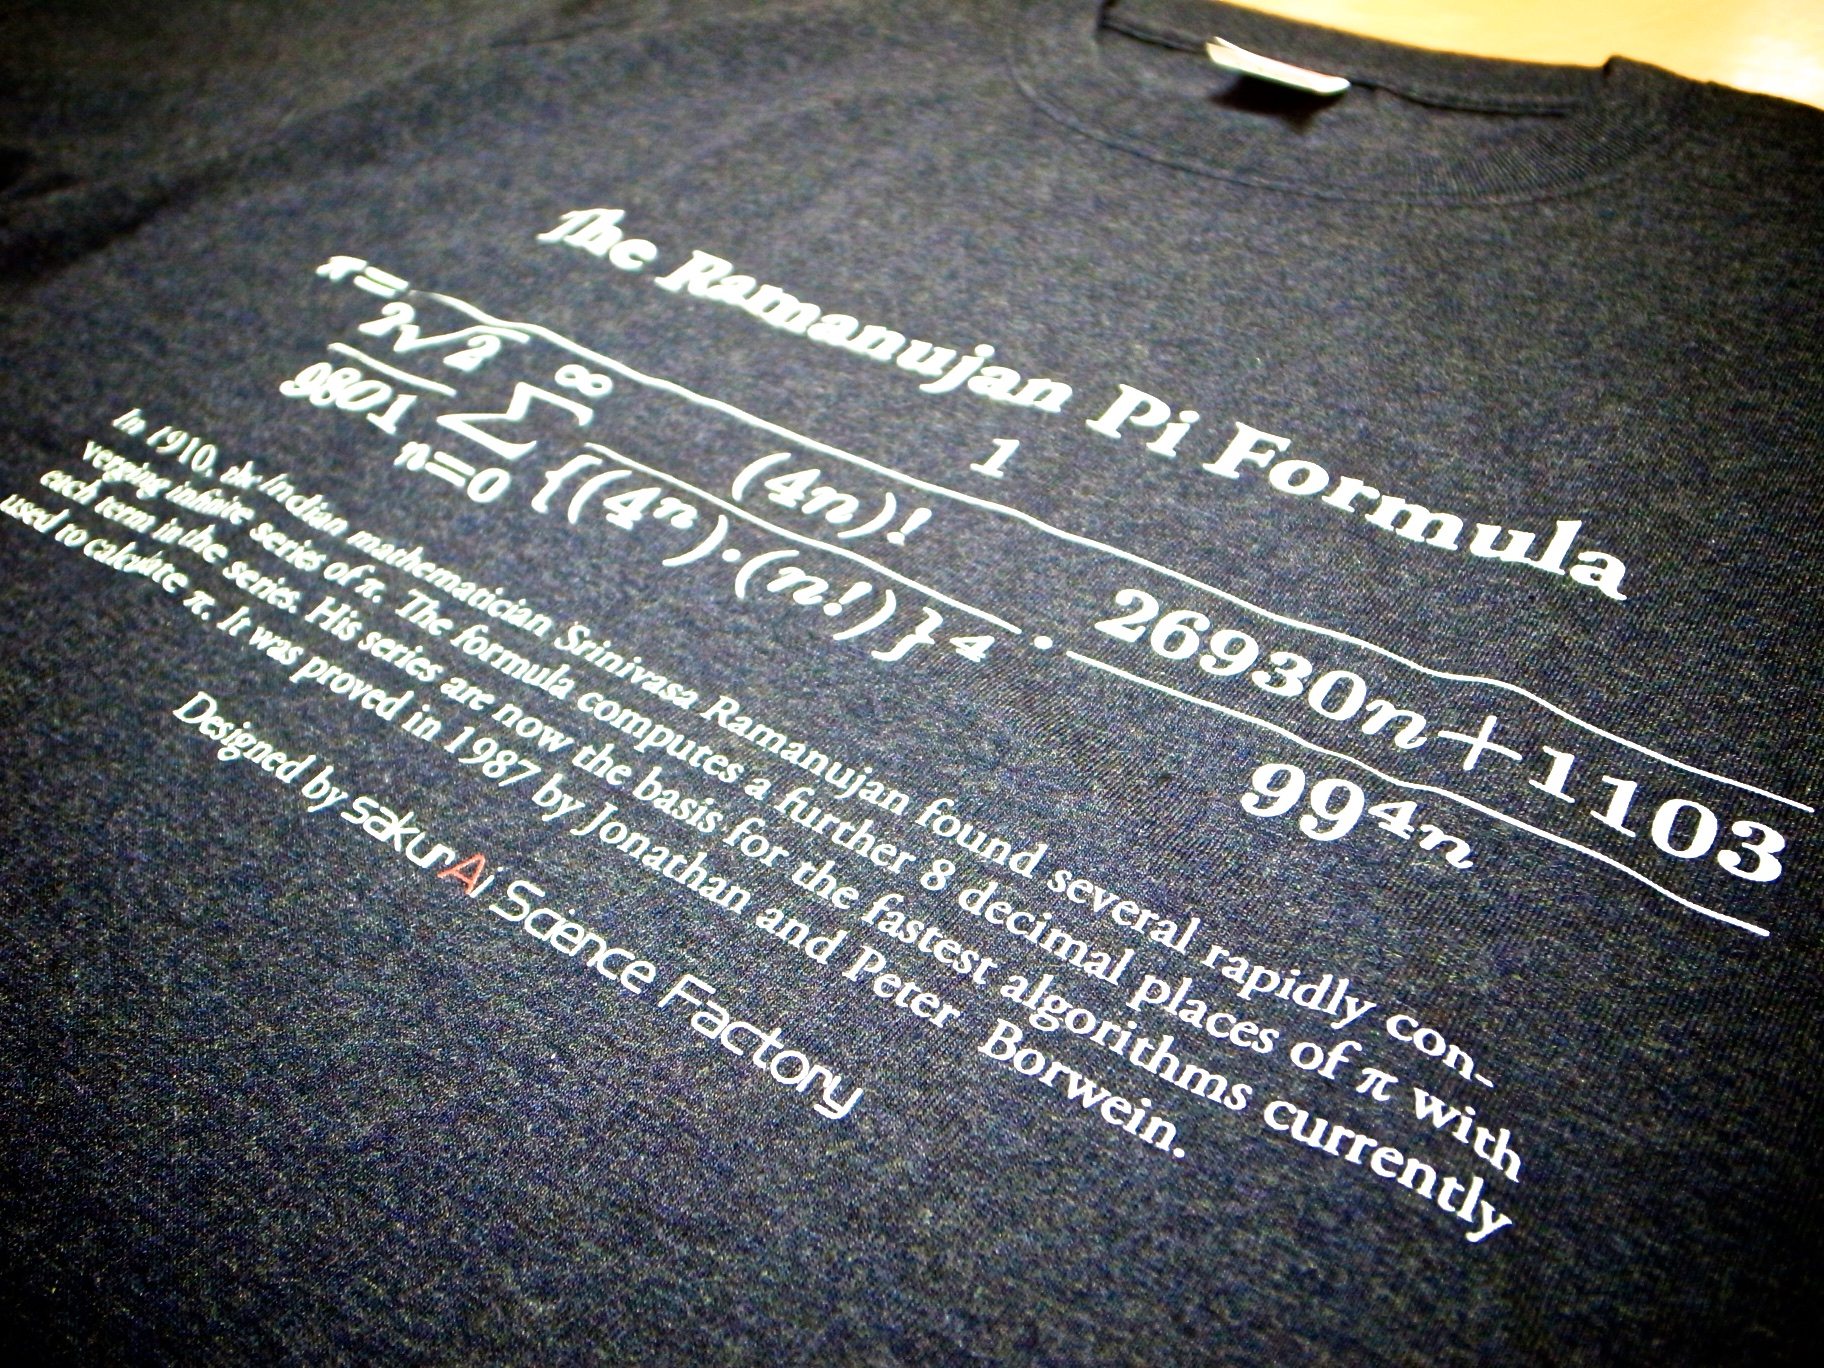 The Ramanujan Pi Formula
π=
1
2√2
9801
∞
Σ
n=0
(4n)!
{(4ⁿ)·(n!)}⁴
·
26930n+1103
99⁴ⁿ
In 1910, the Indian mathematician Srinivasa Ramanujan found several rapidly con-
verging infinite series of π. The formula computes a further 8 decimal places of π with
each term in the series. His series are now the basis for the fastest algorithms currently
used to calculate π. It was proved in 1987 by Jonathan and Peter Borwein.
Designed by sakurAi Science Factory